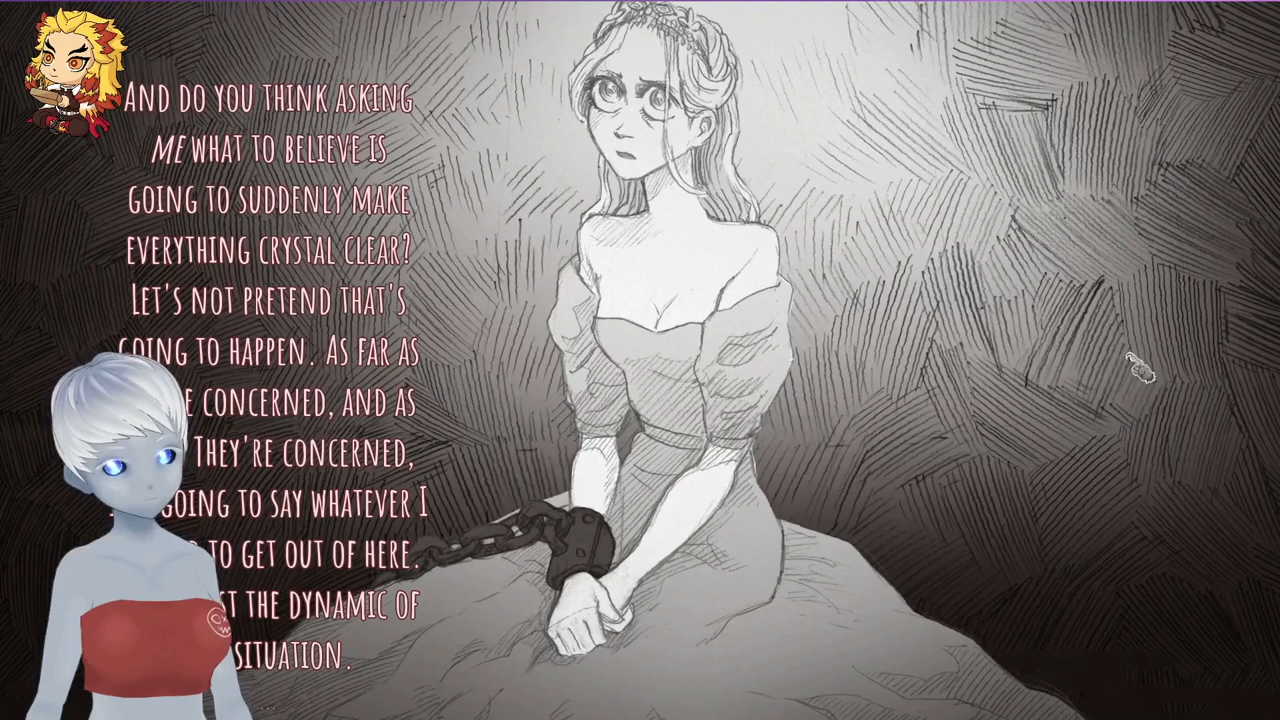 And do you think asking
me what to believe is
going to suddenly make
everything crystal clear?
Let's not pretend that's
going to happen. As far as
concerned, and as
They're concerned,
going to say whatever I
to get out of here.
the dynamic of
situation.